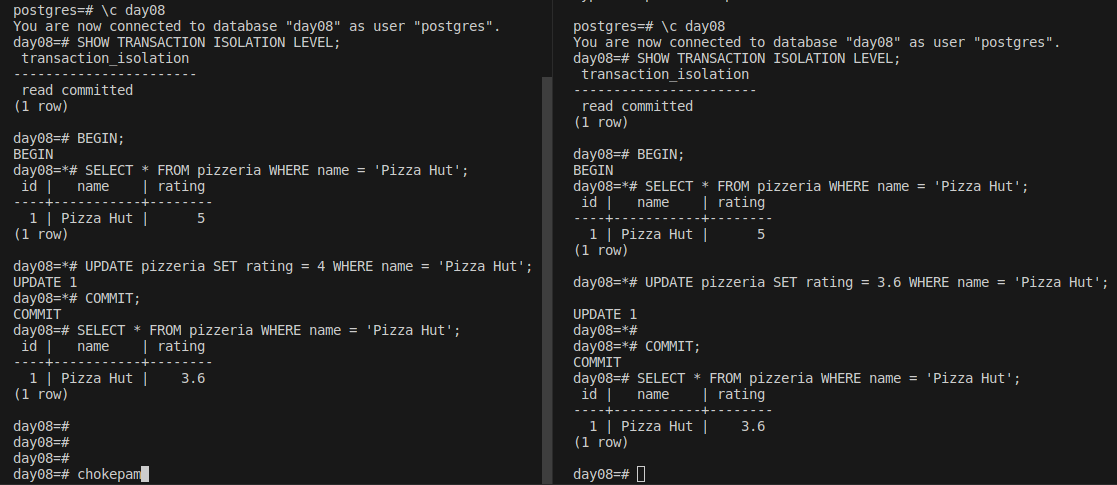 postgres=# \c day08
You are now connected to database "day08" as user "postgres".
day08=# SHOW TRANSACTION ISOLATION LEVEL;
 transaction_isolation
-----------------------
 read committed
(1 row)

day08=# BEGIN;
BEGIN
day08=*# SELECT * FROM pizzeria WHERE name = 'Pizza Hut';
 id |   name    | rating
----+-----------+--------
  1 | Pizza Hut |      5
(1 row)

day08=*# UPDATE pizzeria SET rating = 4 WHERE name = 'Pizza Hut';
UPDATE 1
day08=*# COMMIT;
COMMIT
day08=# SELECT * FROM pizzeria WHERE name = 'Pizza Hut';
 id |   name    | rating
----+-----------+--------
  1 | Pizza Hut |    3.6
(1 row)

day08=#
day08=#
day08=#
day08=# chokepam

postgres=# \c day08
You are now connected to database "day08" as user "postgres".
day08=# SHOW TRANSACTION ISOLATION LEVEL;
 transaction_isolation
-----------------------
 read committed
(1 row)

day08=# BEGIN;
BEGIN
day08=*# SELECT * FROM pizzeria WHERE name = 'Pizza Hut';
 id |   name    | rating
----+-----------+--------
  1 | Pizza Hut |      5
(1 row)

day08=*# UPDATE pizzeria SET rating = 3.6 WHERE name = 'Pizza Hut';

UPDATE 1
day08=*#
day08=*# COMMIT;
COMMIT
day08=# SELECT * FROM pizzeria WHERE name = 'Pizza Hut';
 id |   name    | rating
----+-----------+--------
  1 | Pizza Hut |    3.6
(1 row)

day08=#